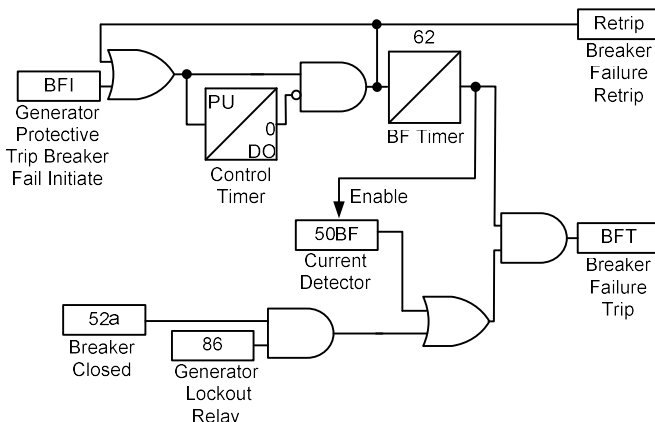 62
Retrip
Breaker
Failure
Retrip
BFI
Generator
Protective
Trip Breaker
Fail Initiate
PU
0
DO
Control
Timer
BF Timer
Enable
50BF
Current
Detector
BFT
Breaker
Failure
Trip
52a
Breaker
Closed
86
Generator
Lockout
Relay